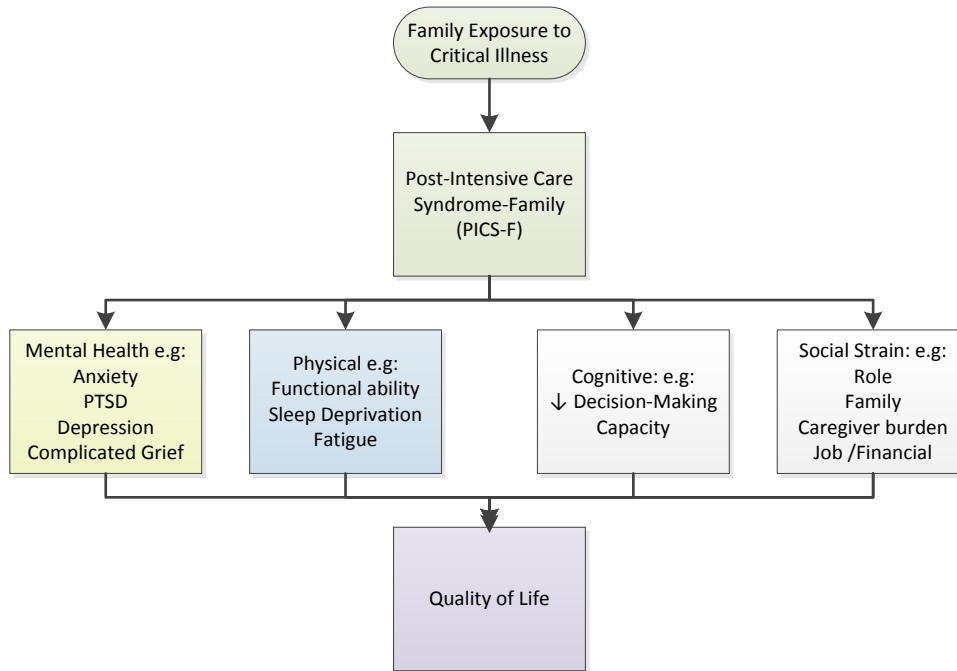 Family Exposure to
Critical Illness
Post-Intensive Care
Syndrome-Family
(PICS-F)
Mental Health e.g:
Anxiety
PTSD
Depression
Complicated Grief
Physical e.g:
Functional ability
Sleep Deprivation
Fatigue
Cognitive: e.g:
↓ Decision-Making
Capacity
Social Strain: e.g:
Role
Family
Caregiver burden
Job /Financial
Quality of Life